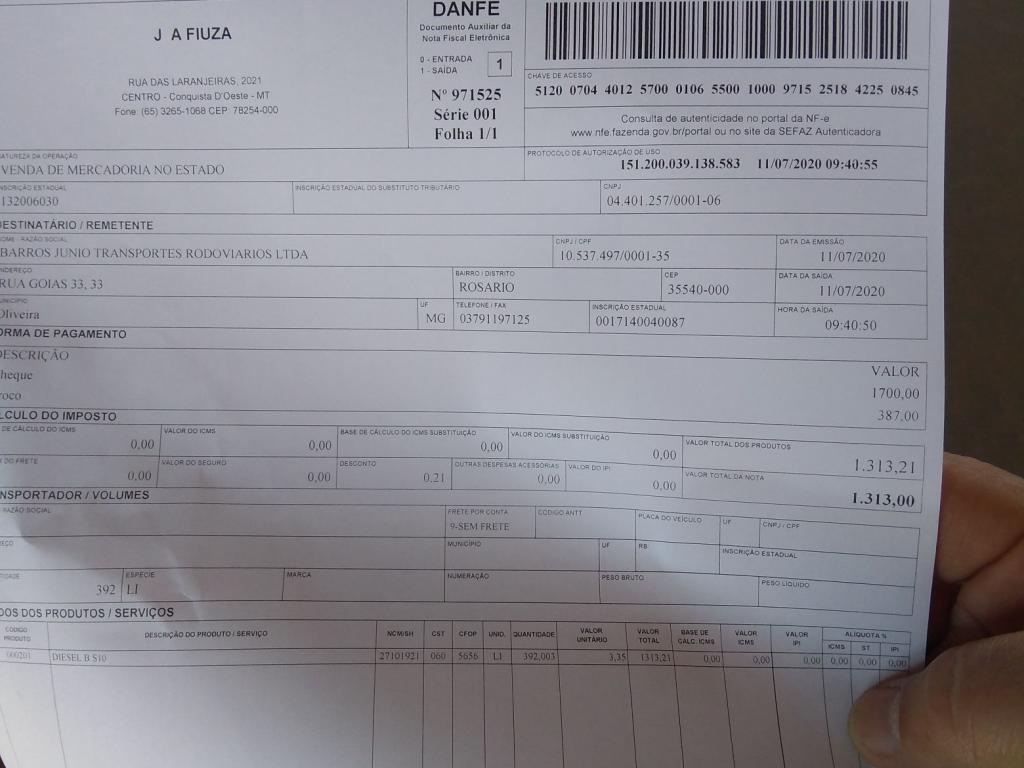 J A FIUZA
RUA DAS LARANJEIRAS, 2021
CENTRO - Conquista D'Oeste - MT
Fone: (65) 3265-1068 CEP: 78254-000
DANFE
Documento Auxiliar da
Nota Fiscal Eletrônica
0 - ENTRADA
1 - SAÍDA
1
Nº 971525
Série 001
Folha 1/1
CHAVE DE ACESSO
5120 0704 4012 5700 0106 5500 1000 9715 2518 4225 0845
Consulta de autenticidade no portal da NF-e
www.nfe.fazenda.gov.br/portal ou no site da SEFAZ Autenticadora
NATUREZA DA OPERAÇÃO
VENDA DE MERCADORIA NO ESTADO
PROTOCOLO DE AUTORIZAÇÃO DE USO
151.200.039.138.583 11/07/2020 09:40:55
INSCRIÇÃO ESTADUAL
132006030
INSCRIÇÃO ESTADUAL DO SUBSTITUTO TRIBUTÁRIO
CNPJ
04.401.257/0001-06
DESTINATÁRIO / REMETENTE
NOME / RAZÃO SOCIAL
BARROS JUNIO TRANSPORTES RODOVIARIOS LTDA
CNPJ / CPF
10.537.497/0001-35
DATA DA EMISSÃO
11/07/2020
ENDEREÇO
RUA GOIAS 33, 33
BAIRRO / DISTRITO
ROSARIO
CEP
35540-000
DATA DA SAÍDA
11/07/2020
MUNICÍPIO
Oliveira
UF
MG
TELEFONE / FAX
03791197125
INSCRIÇÃO ESTADUAL
0017140040087
HORA DA SAÍDA
09:40:50
ORMA DE PAGAMENTO
DESCRIÇÃO
VALOR
heque
1700,00
roco
387,00
LCULO DO IMPOSTO
DE CÁLCULO DO ICMS
0,00
VALOR DO ICMS
0,00
BASE DE CÁLCULO DO ICMS SUBSTITUIÇÃO
0,00
VALOR DO ICMS SUBSTITUIÇÃO
0,00
VALOR TOTAL DOS PRODUTOS
1.313,21
DO FRETE
0,00
VALOR DO SEGURO
0,00
DESCONTO
0,21
OUTRAS DESPESAS ACESSÓRIAS
0,00
VALOR DO IPI
0,00
VALOR TOTAL DA NOTA
1.313,00
NSPORTADOR / VOLUMES
RAZÃO SOCIAL
FRETE POR CONTA
9-SEM FRETE
CODIGO ANTT
PLACA DO VEÍCULO
UF
CNPJ / CPF
EÇO
MUNICÍPIO
UF
RB
INSCRIÇÃO ESTADUAL
TIDADE
392
ESPÉCIE
LI
MARCA
NUMERAÇÃO
PESO BRUTO
PESO LÍQUIDO
DOS DOS PRODUTOS / SERVIÇOS
CÓDIGO PRODUTO
DESCRIÇÃO DO PRODUTO / SERVIÇO
NCM/SH
CST
CFOP
UNID.
QUANTIDADE
VALOR UNITÁRIO
VALOR TOTAL
BASE DE CALC. ICMS
VALOR ICMS
VALOR IPI
ALÍQUOTA %
ICMS
ST
IPI
000201 DIESEL B S10 27101921 060 5656 LI 392,003 3,35 1313,21 0,00 0,00 0,00 0,00 0,00 0,00